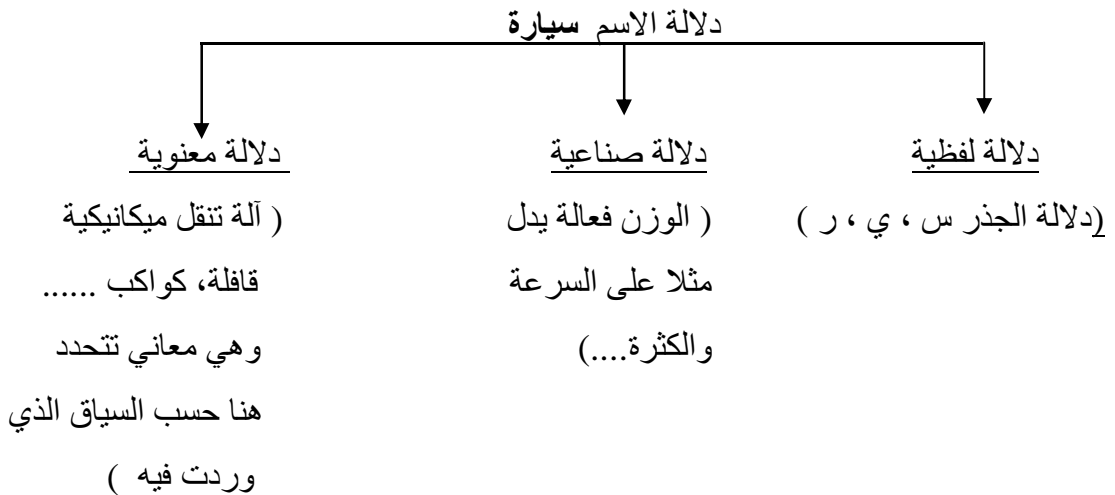 دلالة الاسم سيارة
دلالة لفظية
(دلالة الجذر س ، ي ، ر )
دلالة صناعية
( الوزن فعالة يدل
مثلا على السرعة
والكثرة....)
دلالة معنوية
( آلة تنقل ميكانيكية
قافلة، كواكب ......
وهي معاني تتحدد
هنا حسب السياق الذي
وردت فيه )